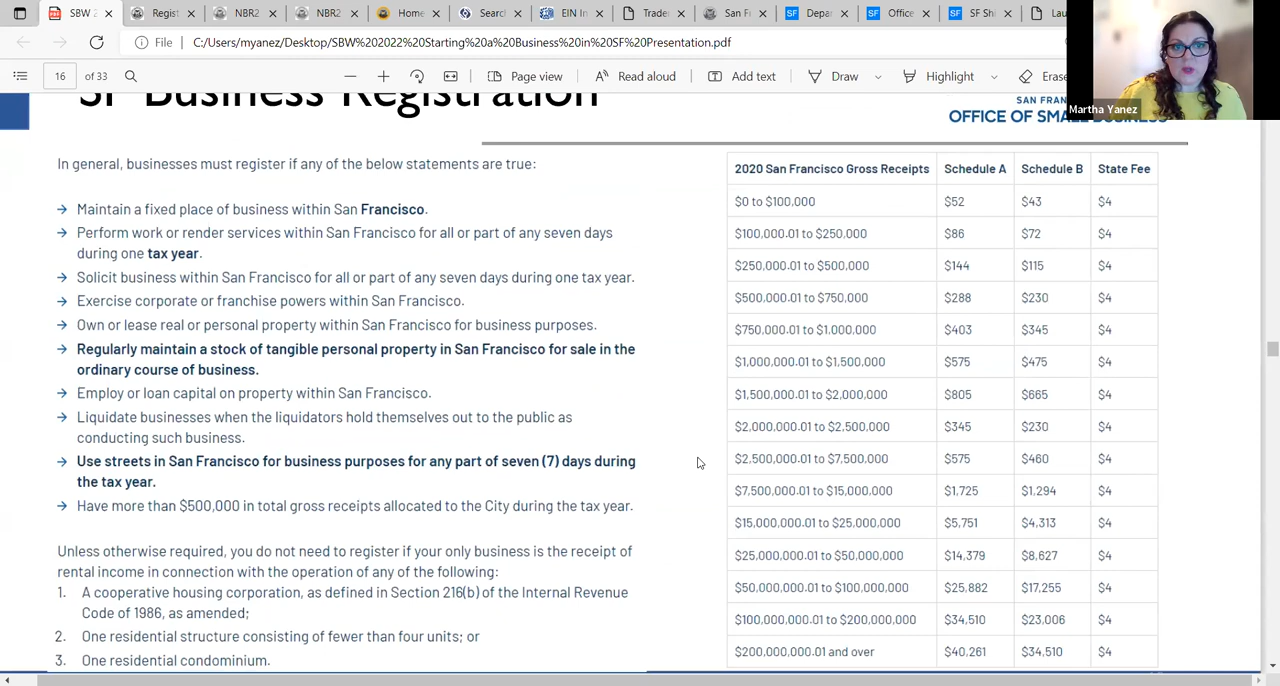 SBW 2
Regist
NBR2
NBR2
Home
Searc
EIN In
Trade
San Fi
SF Depar
SF Office
SF SF Sh
Lau
File C:/Users/myanez/Desktop/SBW%202022%20Starting%20a%20Business%20in%20SF%20Presentation.pdf
16 of 33 Page view Read aloud Add text Draw Highlight Erase
Martha Yanez
SF Business Registration
SAN FRAN
OFFICE OF SMALL BUSINESS
In general, businesses must register if any of the below statements are true:
→ Maintain a fixed place of business within San Francisco.
→ Perform work or render services within San Francisco for all or part of any seven days
during one tax year.
→ Solicit business within San Francisco for all or part of any seven days during one tax year.
→ Exercise corporate or franchise powers within San Francisco.
→ Own or lease real or personal property within San Francisco for business purposes.
→ Regularly maintain a stock of tangible personal property in San Francisco for sale in the
ordinary course of business.
→ Employ or loan capital on property within San Francisco.
→ Liquidate businesses when the liquidators hold themselves out to the public as
conducting such business.
→ Use streets in San Francisco for business purposes for any part of seven (7) days during
the tax year.
→ Have more than $500,000 in total gross receipts allocated to the City during the tax year.
Unless otherwise required, you do not need to register if your only business is the receipt of
rental income in connection with the operation of any of the following:
1. A cooperative housing corporation, as defined in Section 216(b) of the Internal Revenue
Code of 1986, as amended;
2. One residential structure consisting of fewer than four units; or
3. One residential condominium.
2020 San Francisco Gross Receipts Schedule A Schedule B State Fee
$0 to $100,000 $52 $43 $4
$100,000.01 to $250,000 $86 $72 $4
$250,000.01 to $500,000 $144 $115 $4
$500,000.01 to $750,000 $288 $230 $4
$750,000.01 to $1,000,000 $403 $345 $4
$1,000,000.01 to $1,500,000 $575 $475 $4
$1,500,000.01 to $2,000,000 $805 $665 $4
$2,000,000.01 to $2,500,000 $345 $230 $4
$2,500,000.01 to $7,500,000 $575 $460 $4
$7,500,000.01 to $15,000,000 $1,725 $1,294 $4
$15,000,000.01 to $25,000,000 $5,751 $4,313 $4
$25,000,000.01 to $50,000,000 $14,379 $8,627 $4
$50,000,000.01 to $100,000,000 $25,882 $17,255 $4
$100,000,000.01 to $200,000,000 $34,510 $23,006 $4
$200,000,000.01 and over $40,261 $34,510 $4